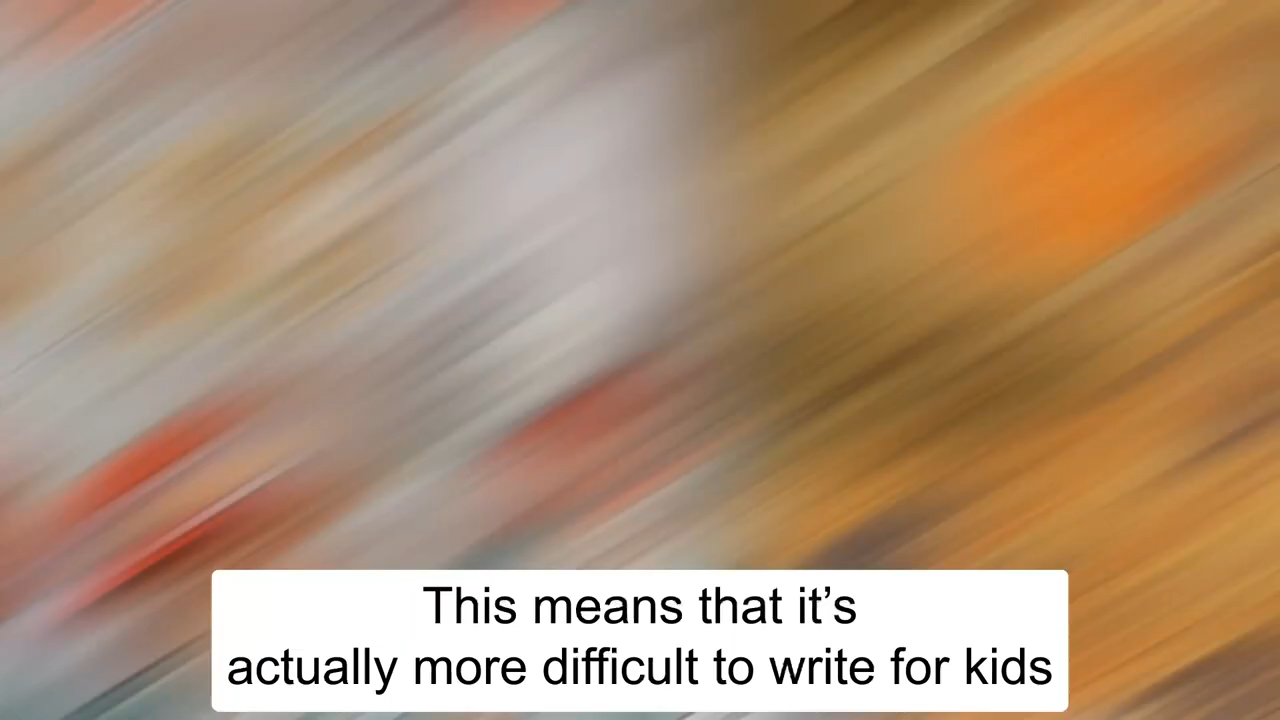 This means that it’s
actually more difficult to write for kids